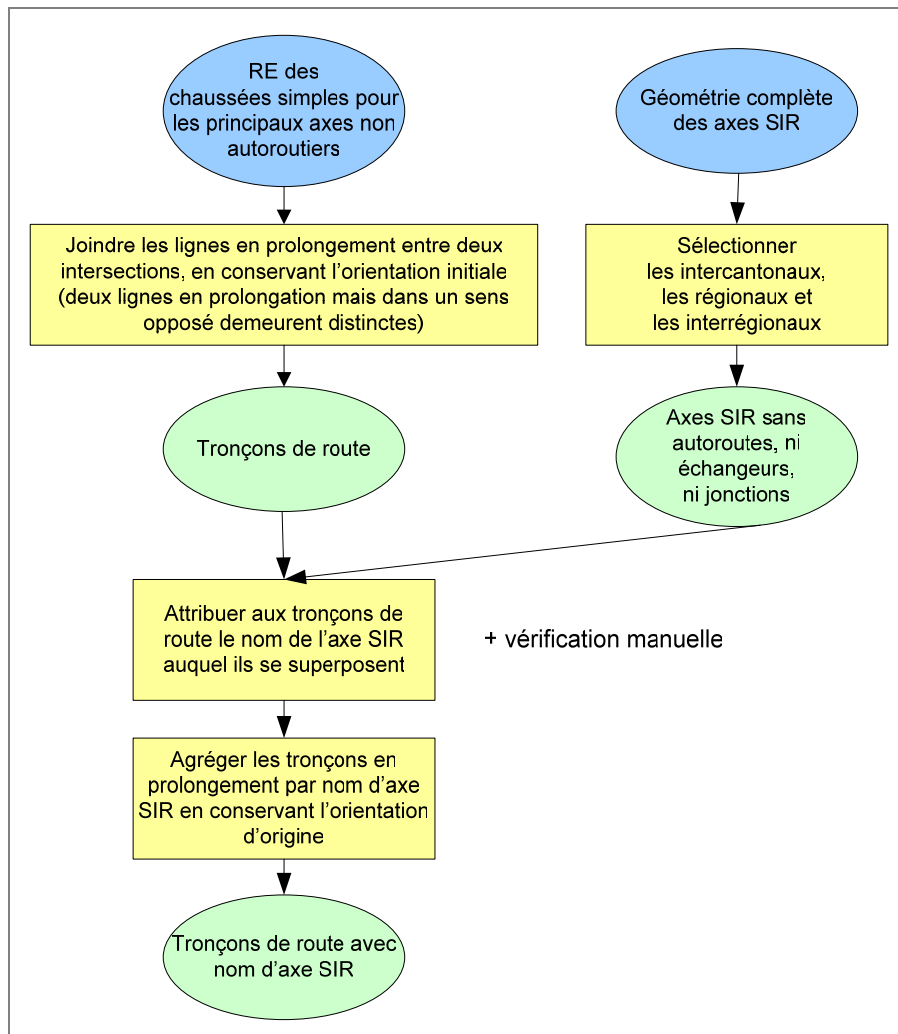 RE des
chaussées simples pour
les principaux axes non
autoroutiers
Géométrie complète
des axes SIR
Joindre les lignes en prolongement entre deux
intersections, en conservant l'orientation initiale
(deux lignes en prolongation mais dans un sens
opposé demeurent distinctes)
Sélectionner
les intercantonaux,
les régionaux et
les interrégionaux
Tronçons de route
Axes SIR sans
autoroutes, ni
échangeurs,
ni jonctions
Attribuer aux tronçons de
route le nom de l'axe SIR
auquel ils se superposent
+ vérification manuelle
Agréger les tronçons en
prolongement par nom d'axe
SIR en conservant l'orientation
d'origine
Tronçons de route avec
nom d'axe SIR